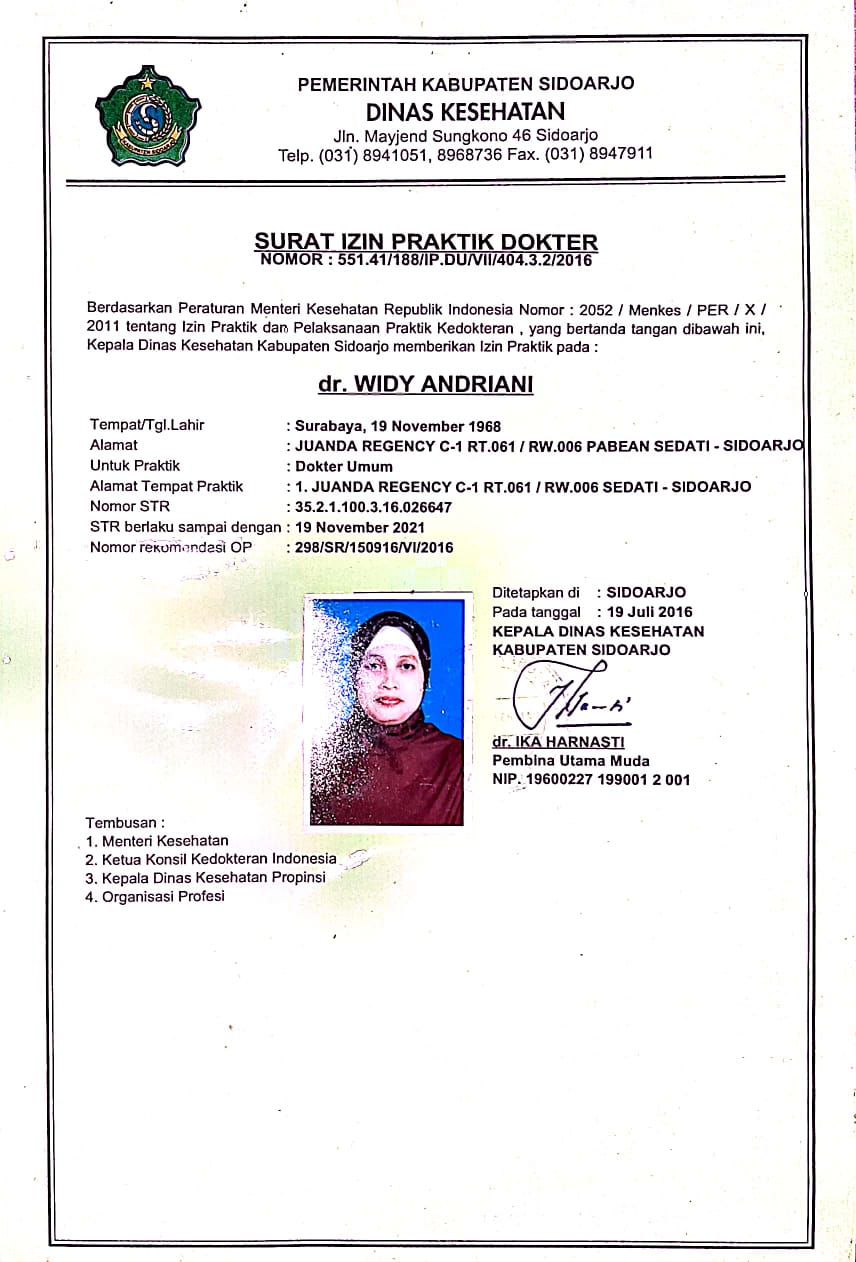 PEMERINTAH KABUPATEN SIDOARJO
DINAS KESEHATAN
Jln. Mayjend Sungkono 46 Sidoarjo
Telp. (031) 8941051, 8968736 Fax. (031) 8947911
KABUPATEN SIDOARJO
SURAT IZIN PRAKTIK DOKTER
NOMOR : 551.41/188/IP.DU/VII/404.3.2/2016
Berdasarkan Peraturan Menteri Kesehatan Republik Indonesia Nomor : 2052 / Menkes / PER / X /
2011 tentang Izin Praktik dan Pelaksanaan Praktik Kedokteran , yang bertanda tangan dibawah ini,
Kepala Dinas Kesehatan Kabupaten Sidoarjo memberikan Izin Praktik pada :
dr. WIDY ANDRIANI
Tempat/Tgl.Lahir : Surabaya, 19 November 1968
Alamat : JUANDA REGENCY C-1 RT.061 / RW.006 PABEAN SEDATI - SIDOARJO
Untuk Praktik : Dokter Umum
Alamat Tempat Praktik : 1. JUANDA REGENCY C-1 RT.061 / RW.006 SEDATI - SIDOARJO
Nomor STR : 35.2.1.100.3.16.026647
STR berlaku sampai dengan : 19 November 2021
Nomor rekomendasi OP : 298/SR/150916/VI/2016
Ditetapkan di : SIDOARJO
Pada tanggal : 19 Juli 2016
KEPALA DINAS KESEHATAN
KABUPATEN SIDOARJO
dr. IKA HARNASTI
Pembina Utama Muda
NIP. 19600227 199001 2 001
Tembusan :
1. Menteri Kesehatan
2. Ketua Konsil Kedokteran Indonesia
3. Kepala Dinas Kesehatan Propinsi
4. Organisasi Profesi